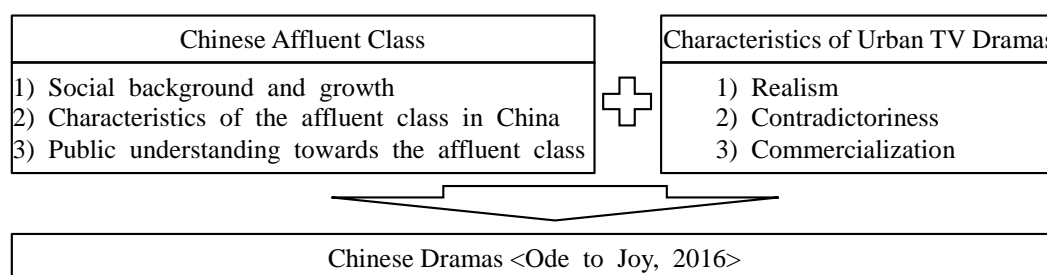 Chinese Affluent Class
1) Social background and growth
2) Characteristics of the affluent class in China
3) Public understanding towards the affluent class
Characteristics of Urban TV Dramas
1) Realism
2) Contradictoriness
3) Commercialization
Chinese Dramas <Ode to Joy, 2016>